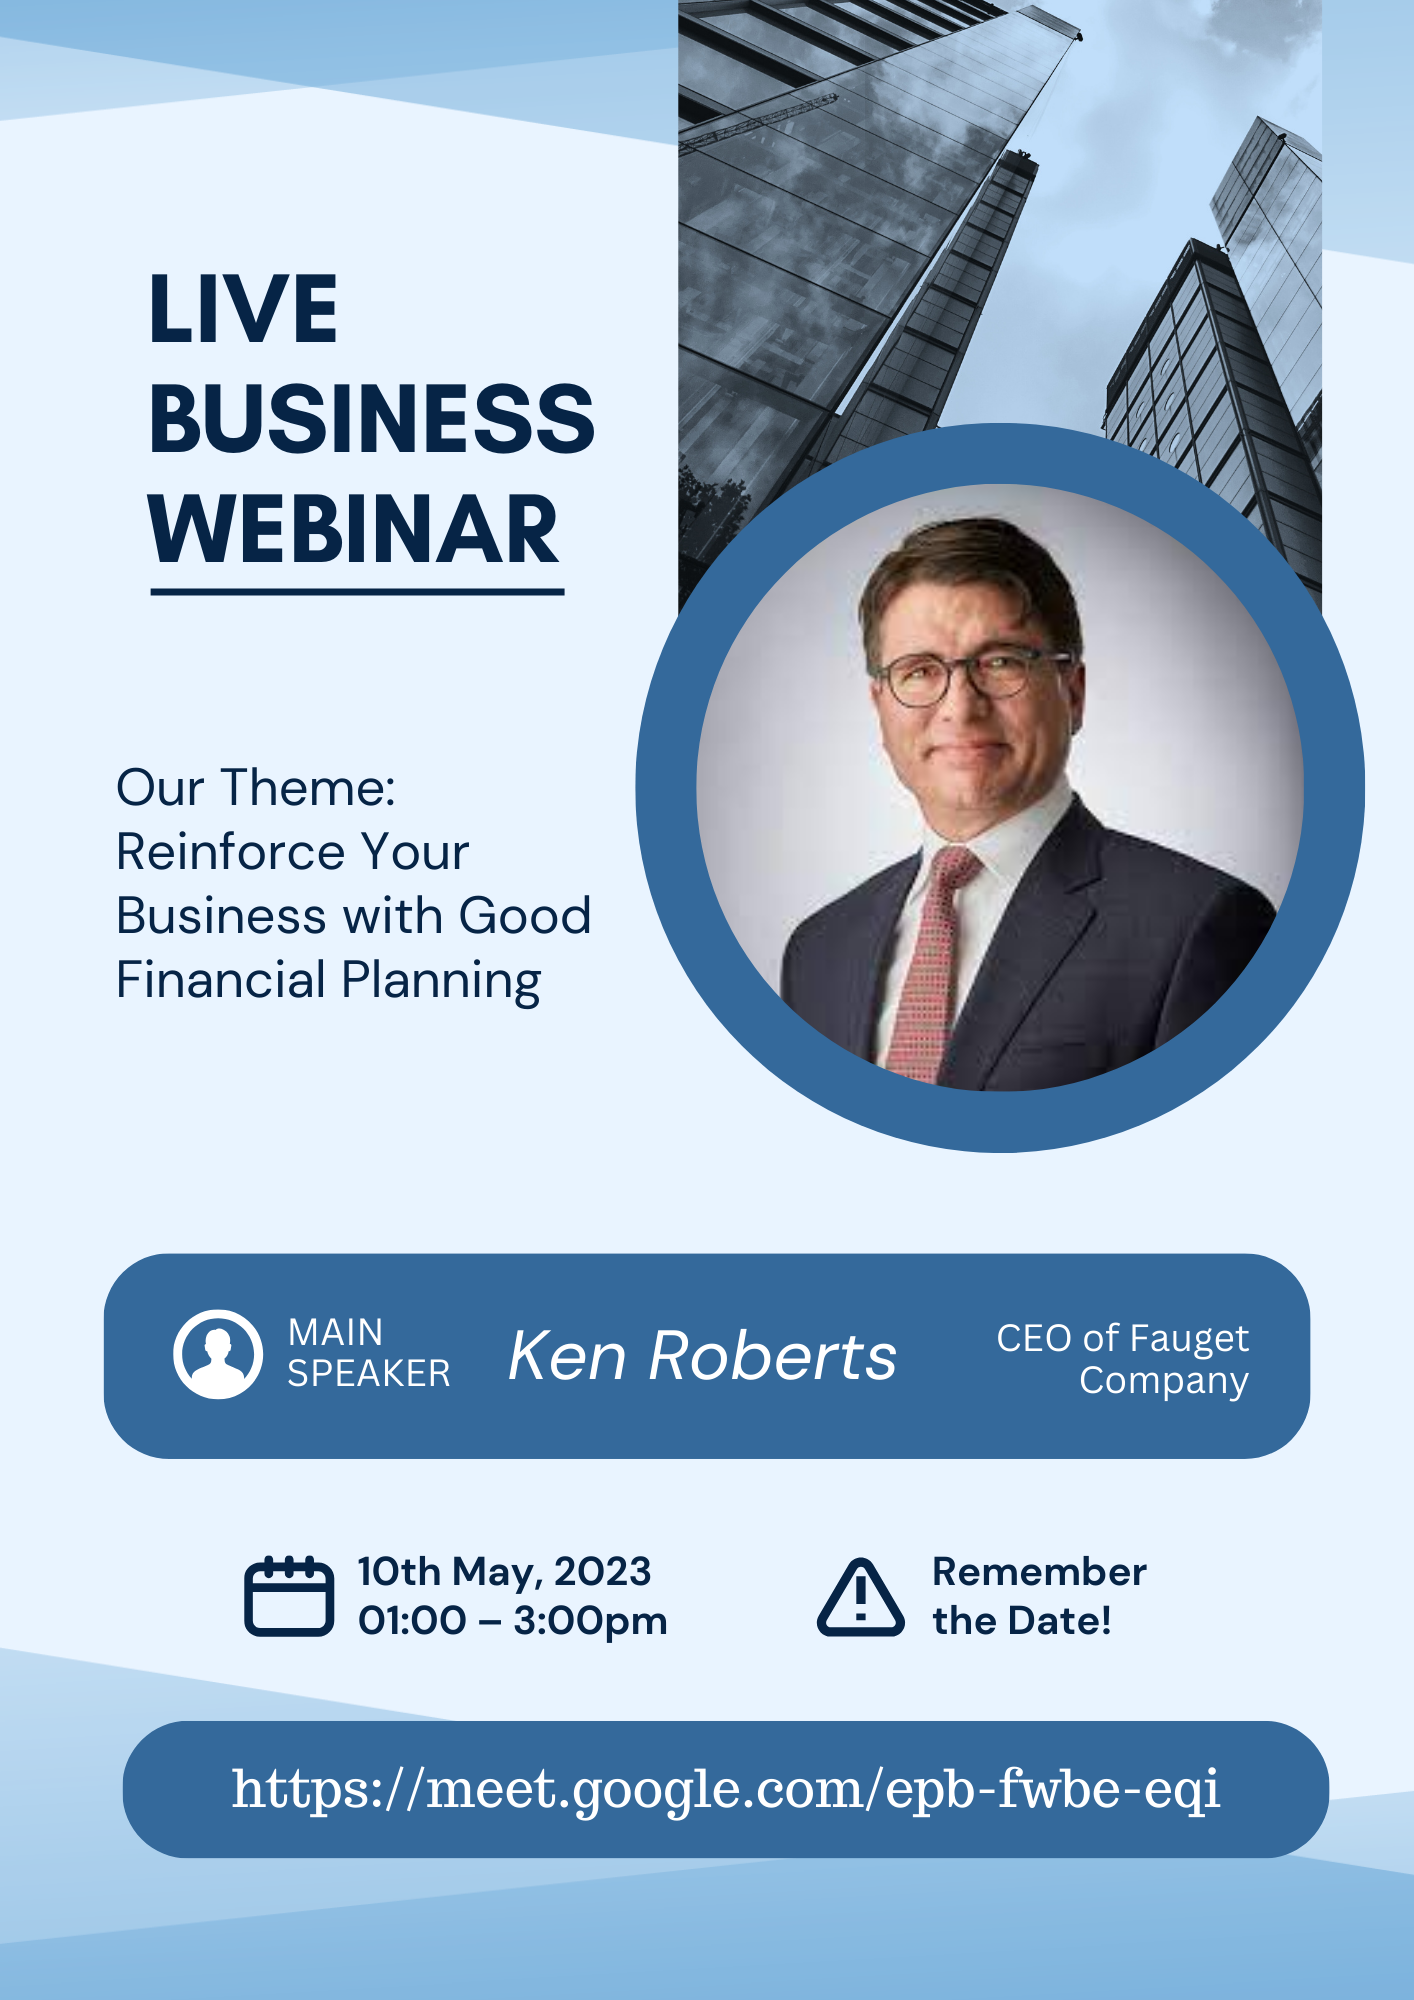 LIVE
BUSINESS
WEBINAR
Our Theme:
Reinforce Your
Business with Good
Financial Planning
MAIN
SPEAKER
Ken Roberts
CEO of Fauget
Company
10th May, 2023
01:00 – 3:00pm
Remember
the Date!
https://meet.google.com/epb-fwbe-eqi